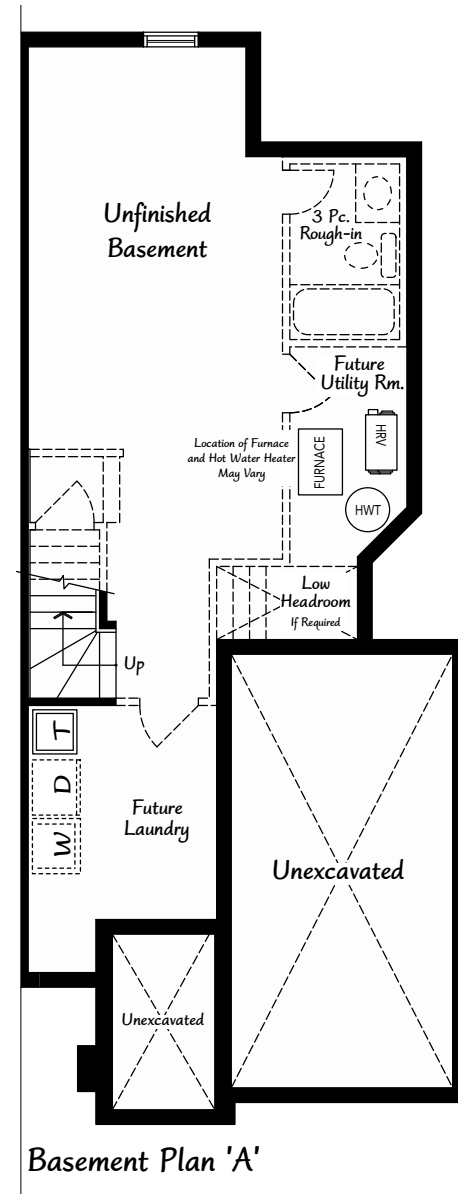 Unfinished
Basement
3 Pc.
Rough-in
Future
Utility Rm.
Location of Furnace
and Hot Water Heater
May Vary
FURNACE
HRV
HWT
Low
Headroom
If Required
Up
T
D
W
Future
Laundry
Unexcavated
Unexcavated
Basement Plan 'A'